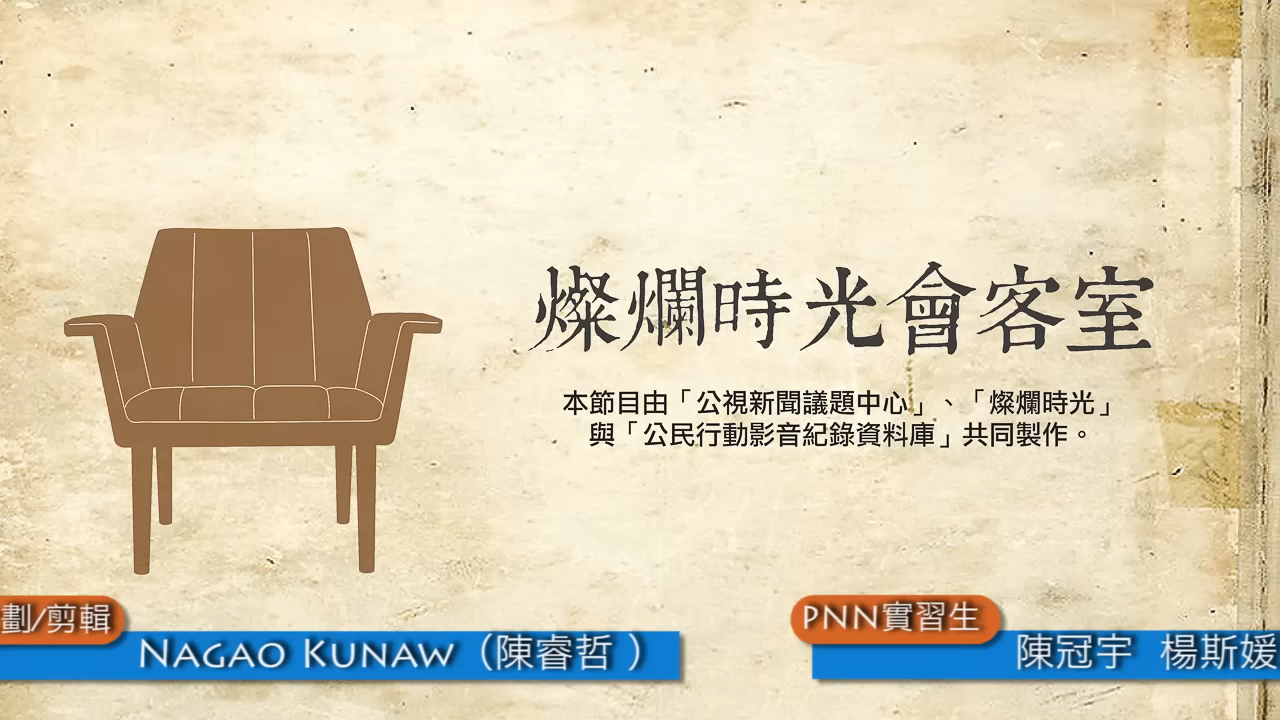 燦爛時光會客室
本節目由「公視新聞議題中心」、「燦爛時光」
與「公民行動影音紀錄資料庫」共同製作。
劃/剪輯
NAGAO KUNAW（陳睿哲 ）
PNN實習生
陳冠宇 楊斯媛